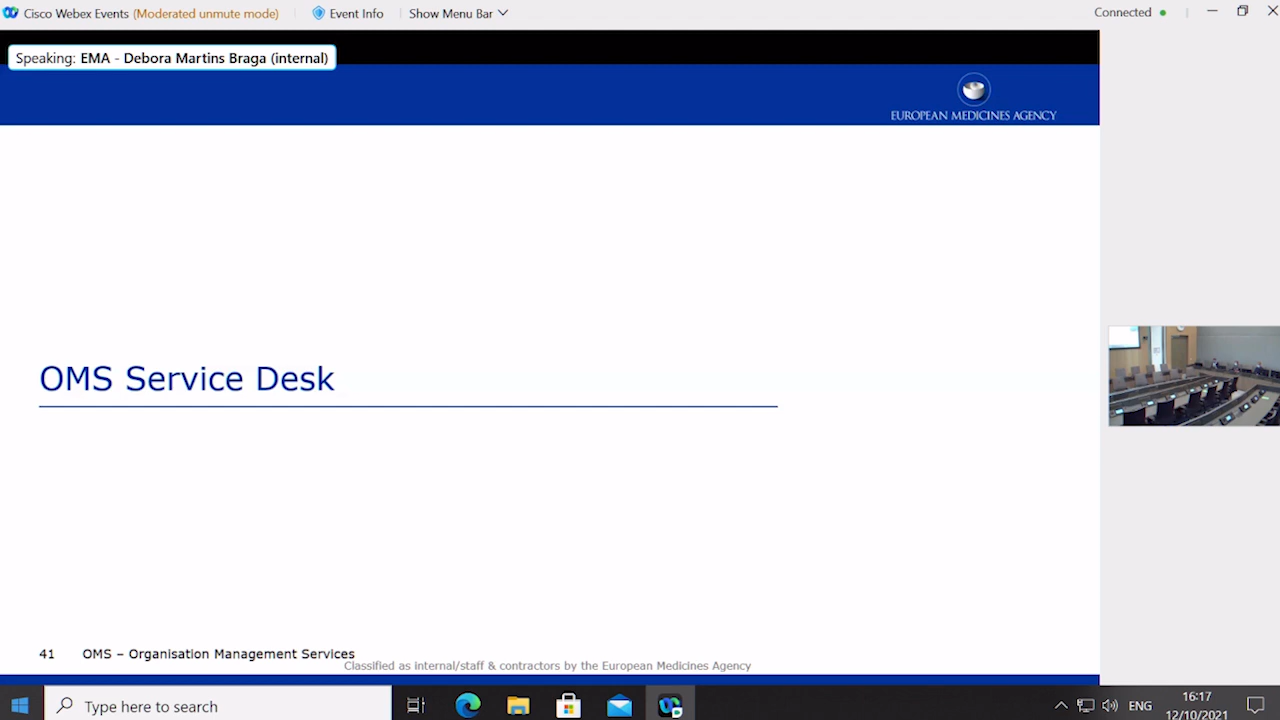 Cisco Webex Events (Moderated unmute mode) Event Info Show Menu Bar Connected
Speaking: EMA - Debora Martins Braga (internal)
EUROPEAN MEDICINES AGENCY
OMS Service Desk
41 OMS – Organisation Management Services
Classified as internal/staff & contractors by the European Medicines Agency
Type here to search
ENG
16:17
12/10/2021